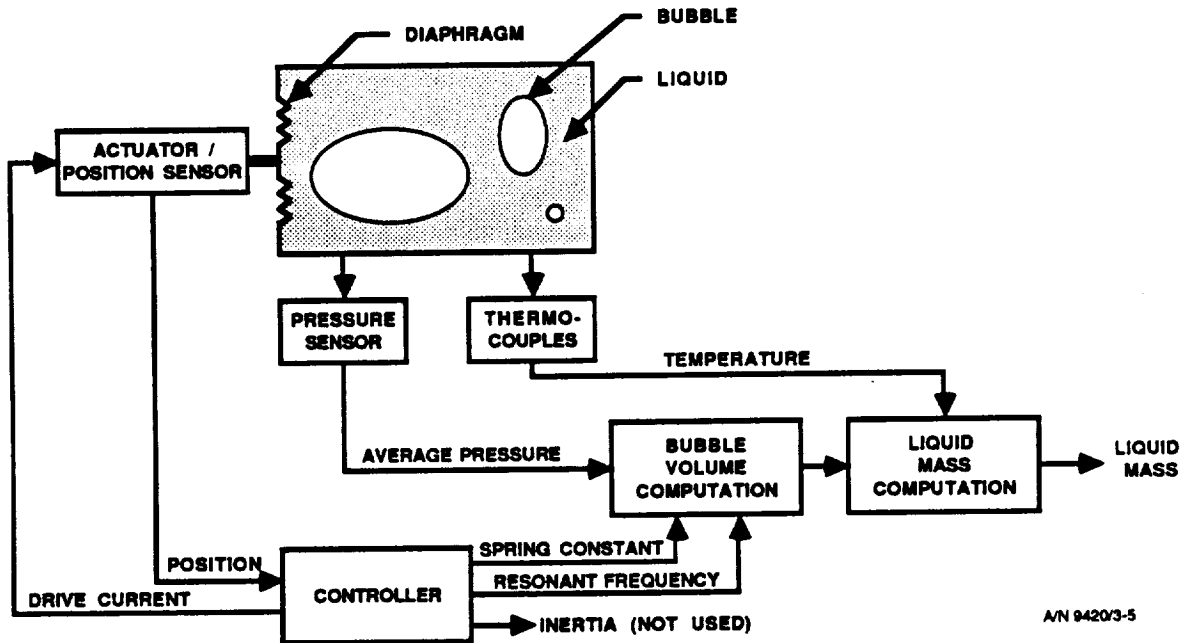 BUBBLE
DIAPHRAGM
LIQUID
ACTUATOR /
POSITION SENSOR
PRESSURE
SENSOR
THERMO-
COUPLES
TEMPERATURE
AVERAGE PRESSURE
BUBBLE
VOLUME
COMPUTATION
LIQUID
MASS
COMPUTATION
LIQUID
MASS
SPRING CONSTANT
POSITION
RESONANT FREQUENCY
DRIVE CURRENT
CONTROLLER
INERTIA (NOT USED)
A/N 9420/3-5